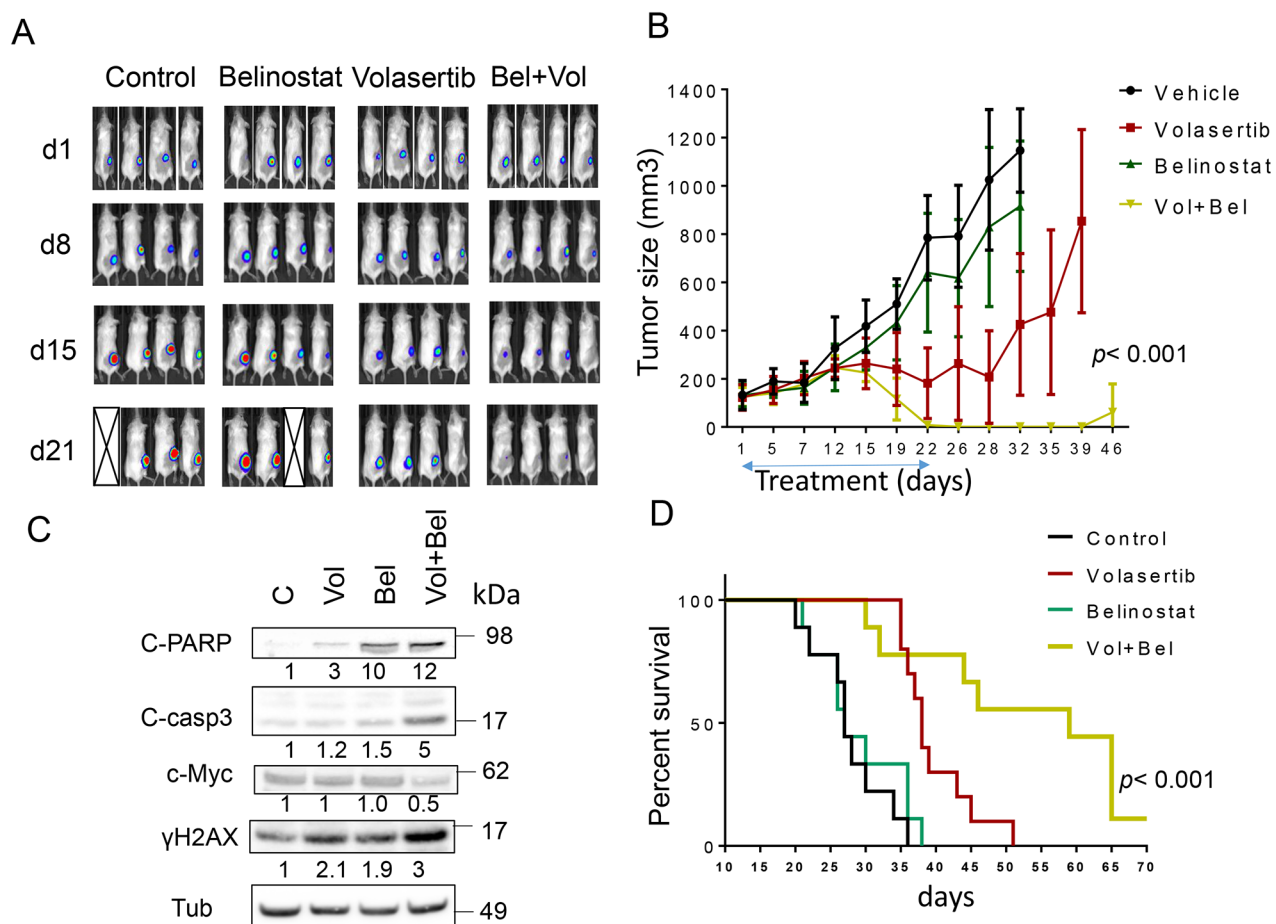 A
Control Belinostat Volasertib Bel+Vol
d1
d8
d15
d21
B
Vehicle
Volasertib
Belinostat
Vol+Bel
Tumor size (mm3)
1400
1200
1000
800
600
400
200
0
p< 0.001
1 5 7 12 15 19 22 26 28 32 35 39 46
Treatment (days)
C
C Vol Bel Vol+Bel kDa
C-PARP 98
1 3 10 12
C-casp3 17
1 1.2 1.5 5
c-Myc 62
1 1 1.0 0.5
γH2AX 17
1 2.1 1.9 3
Tub 49
D
Control
Volasertib
Belinostat
Vol+Bel
Percent survival
100
50
0
p< 0.001
10 15 20 25 30 35 40 45 50 55 60 65 70
days